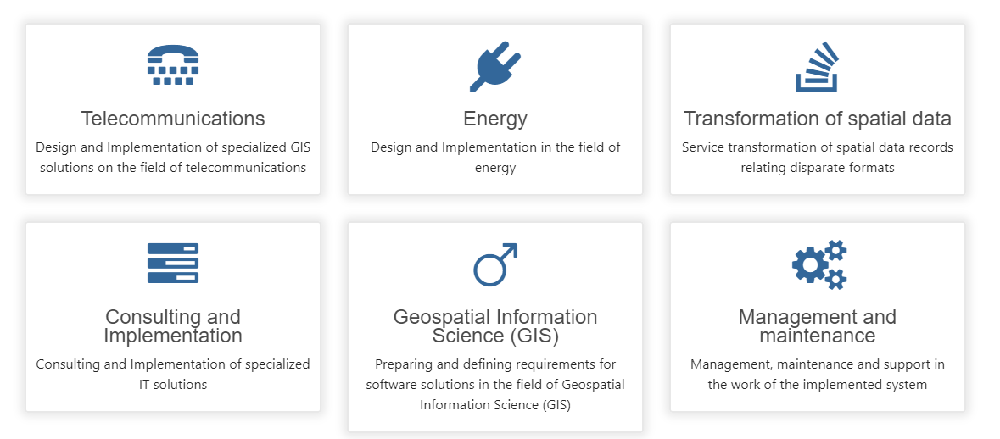 Telecommunications
Design and Implementation of specialized GIS
solutions on the field of telecommunications
Energy
Design and Implementation in the field of
energy
Transformation of spatial data
Service transformation of spatial data records
relating disparate formats
Consulting and
Implementation
Consulting and Implementation of specialized
IT solutions
Geospatial Information
Science (GIS)
Preparing and defining requirements for
software solutions in the field of Geospatial
Information Science (GIS)
Management and
maintenance
Management, maintenance and support in
the work of the implemented system